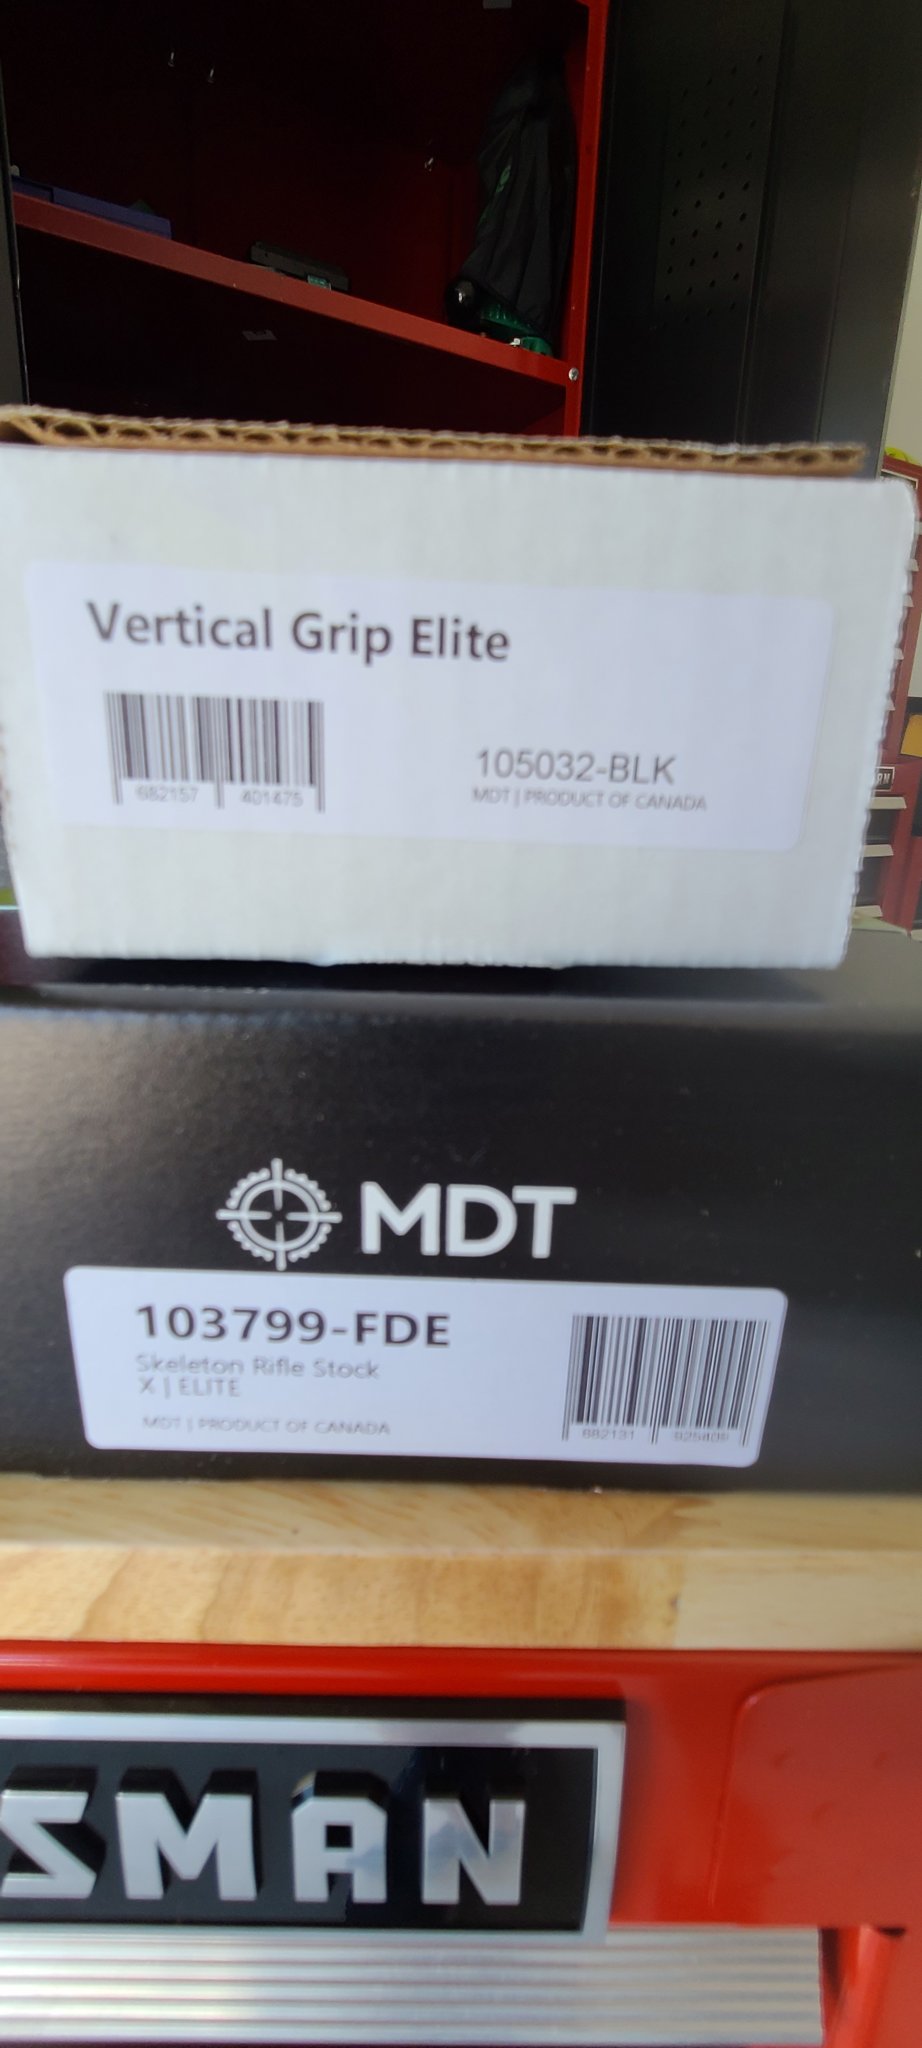 Vertical Grip Elite
682157 401475
105032-BLK
MDT | PRODUCT OF CANADA
MDT
103799-FDE
Skeleton Rifle Stock
X | ELITE
MDT | PRODUCT OF CANADA
682131
SMAN